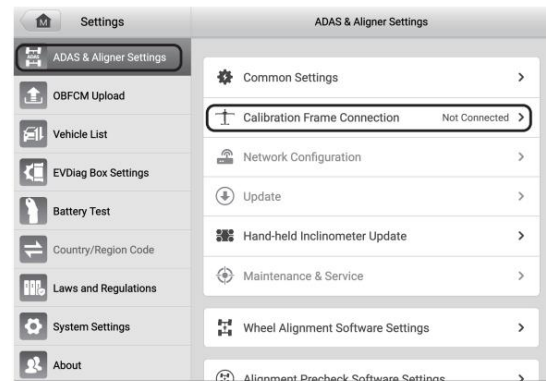 M
Settings
ADAS & Aligner Settings
ADAS
ADAS & Aligner Settings
OBFCM Upload
Vehicle List
EVDiag Box Settings
Battery Test
Country/Region Code
Laws and Regulations
System Settings
About
Common Settings
Calibration Frame Connection Not Connected
Network Configuration
Update
Hand-held Inclinometer Update
Maintenance & Service
Wheel Alignment Software Settings
Alignment Precheck Software Settings